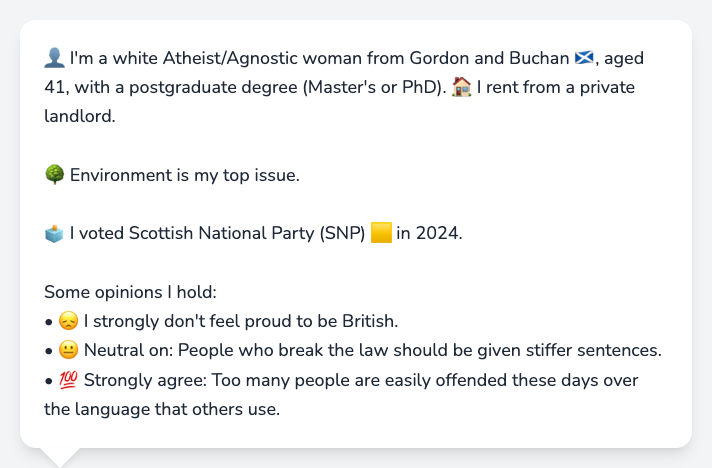 👤 I'm a white Atheist/Agnostic woman from Gordon and Buchan 🏴󠁧󠁢󠁳󠁣󠁴󠁿, aged
41, with a postgraduate degree (Master's or PhD). 🏠 I rent from a private
landlord.
🌳 Environment is my top issue.
🗳️ I voted Scottish National Party (SNP) 🟨 in 2024.
Some opinions I hold:
• 😞 I strongly don't feel proud to be British.
• 😐 Neutral on: People who break the law should be given stiffer sentences.
• 💯 Strongly agree: Too many people are easily offended these days over
the language that others use.